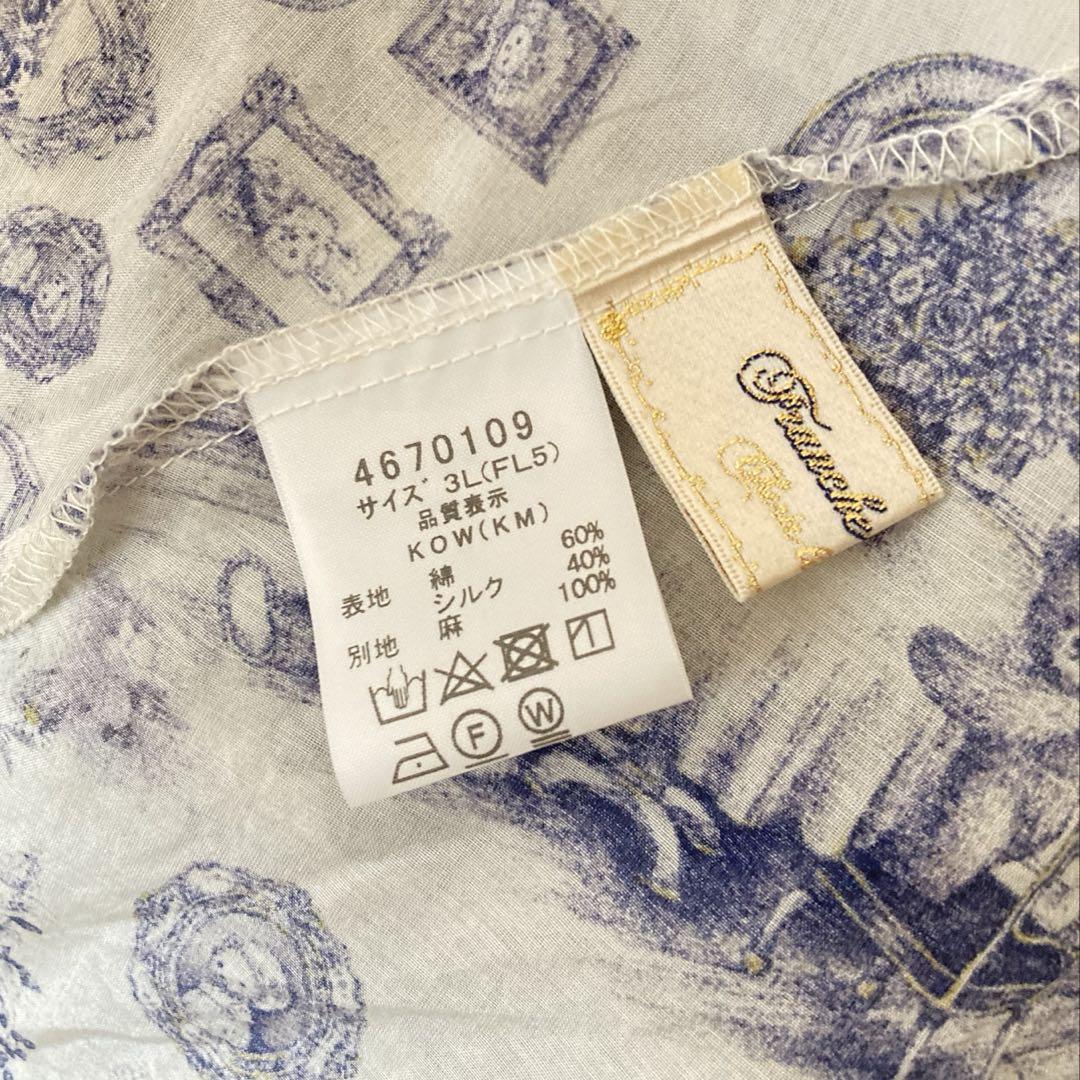 4670109
サイズ 3L(FL5)
品質表示
KOW(KM)
表地 綿 60%
シルク 40%
別地 麻 100%
F W
Franche